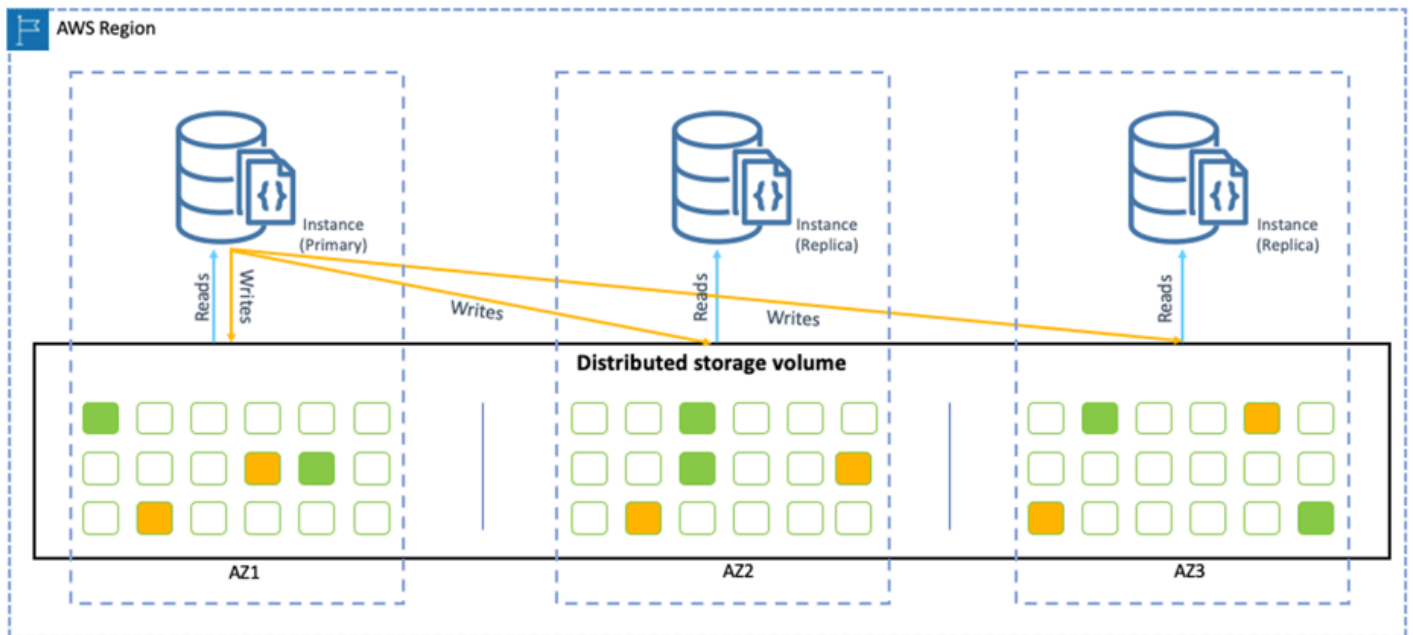 AWS Region
Instance
(Primary)
Instance
(Replica)
Instance
(Replica)
Reads
Writes
Writes
Reads
Writes
Reads
Distributed storage volume
{}
{}
{}
AZ1
AZ2
AZ3